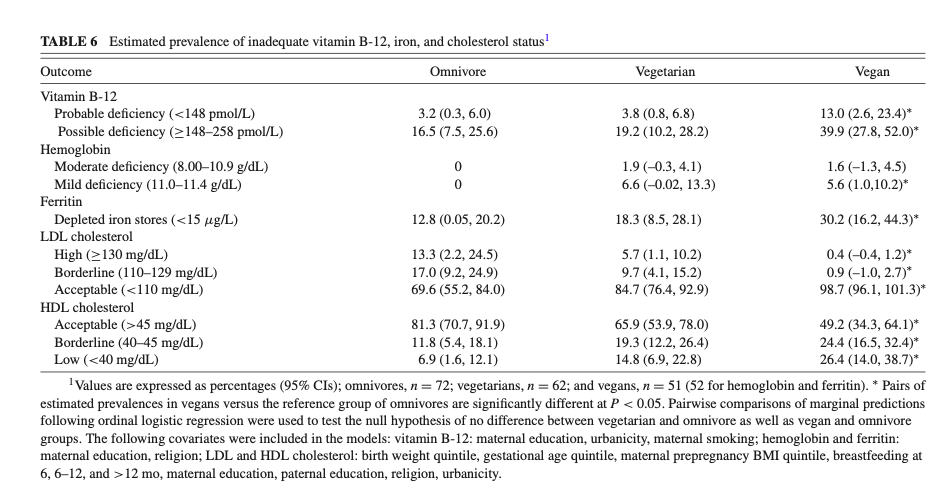 TABLE 6 Estimated prevalence of inadequate vitamin B-12, iron, and cholesterol status1
Outcome Omnivore Vegetarian Vegan
Vitamin B-12
Probable deficiency (<148 pmol/L) 3.2 (0.3, 6.0) 3.8 (0.8, 6.8) 13.0 (2.6, 23.4)*
Possible deficiency (≥148–258 pmol/L) 16.5 (7.5, 25.6) 19.2 (10.2, 28.2) 39.9 (27.8, 52.0)*
Hemoglobin
Moderate deficiency (8.00–10.9 g/dL) 0 1.9 (–0.3, 4.1) 1.6 (–1.3, 4.5)
Mild deficiency (11.0–11.4 g/dL) 0 6.6 (–0.02, 13.3) 5.6 (1.0,10.2)*
Ferritin
Depleted iron stores (<15 μg/L) 12.8 (0.05, 20.2) 18.3 (8.5, 28.1) 30.2 (16.2, 44.3)*
LDL cholesterol
High (≥130 mg/dL) 13.3 (2.2, 24.5) 5.7 (1.1, 10.2) 0.4 (–0.4, 1.2)*
Borderline (110–129 mg/dL) 17.0 (9.2, 24.9) 9.7 (4.1, 15.2) 0.9 (–1.0, 2.7)*
Acceptable (<110 mg/dL) 69.6 (55.2, 84.0) 84.7 (76.4, 92.9) 98.7 (96.1, 101.3)*
HDL cholesterol
Acceptable (>45 mg/dL) 81.3 (70.7, 91.9) 65.9 (53.9, 78.0) 49.2 (34.3, 64.1)*
Borderline (40–45 mg/dL) 11.8 (5.4, 18.1) 19.3 (12.2, 26.4) 24.4 (16.5, 32.4)*
Low (<40 mg/dL) 6.9 (1.6, 12.1) 14.8 (6.9, 22.8) 26.4 (14.0, 38.7)*
1Values are expressed as percentages (95% CIs); omnivores, n = 72; vegetarians, n = 62; and vegans, n = 51 (52 for hemoglobin and ferritin). * Pairs of
estimated prevalences in vegans versus the reference group of omnivores are significantly different at P < 0.05. Pairwise comparisons of marginal predictions
following ordinal logistic regression were used to test the null hypothesis of no difference between vegetarian and omnivore as well as vegan and omnivore
groups. The following covariates were included in the models: vitamin B-12: maternal education, urbanicity, maternal smoking; hemoglobin and ferritin:
maternal education, religion; LDL and HDL cholesterol: birth weight quintile, gestational age quintile, maternal prepregnancy BMI quintile, breastfeeding at
6, 6–12, and >12 mo, maternal education, paternal education, religion, urbanicity.